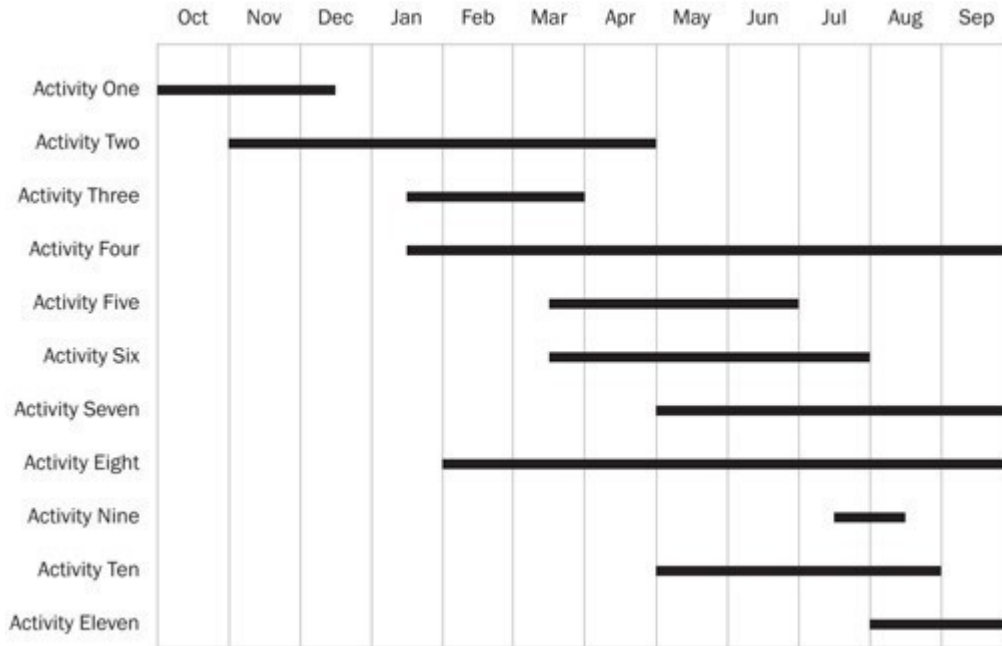 Oct Nov Dec Jan Feb Mar Apr May Jun Jul Aug Sep
Activity One
Activity Two
Activity Three
Activity Four
Activity Five
Activity Six
Activity Seven
Activity Eight
Activity Nine
Activity Ten
Activity Eleven